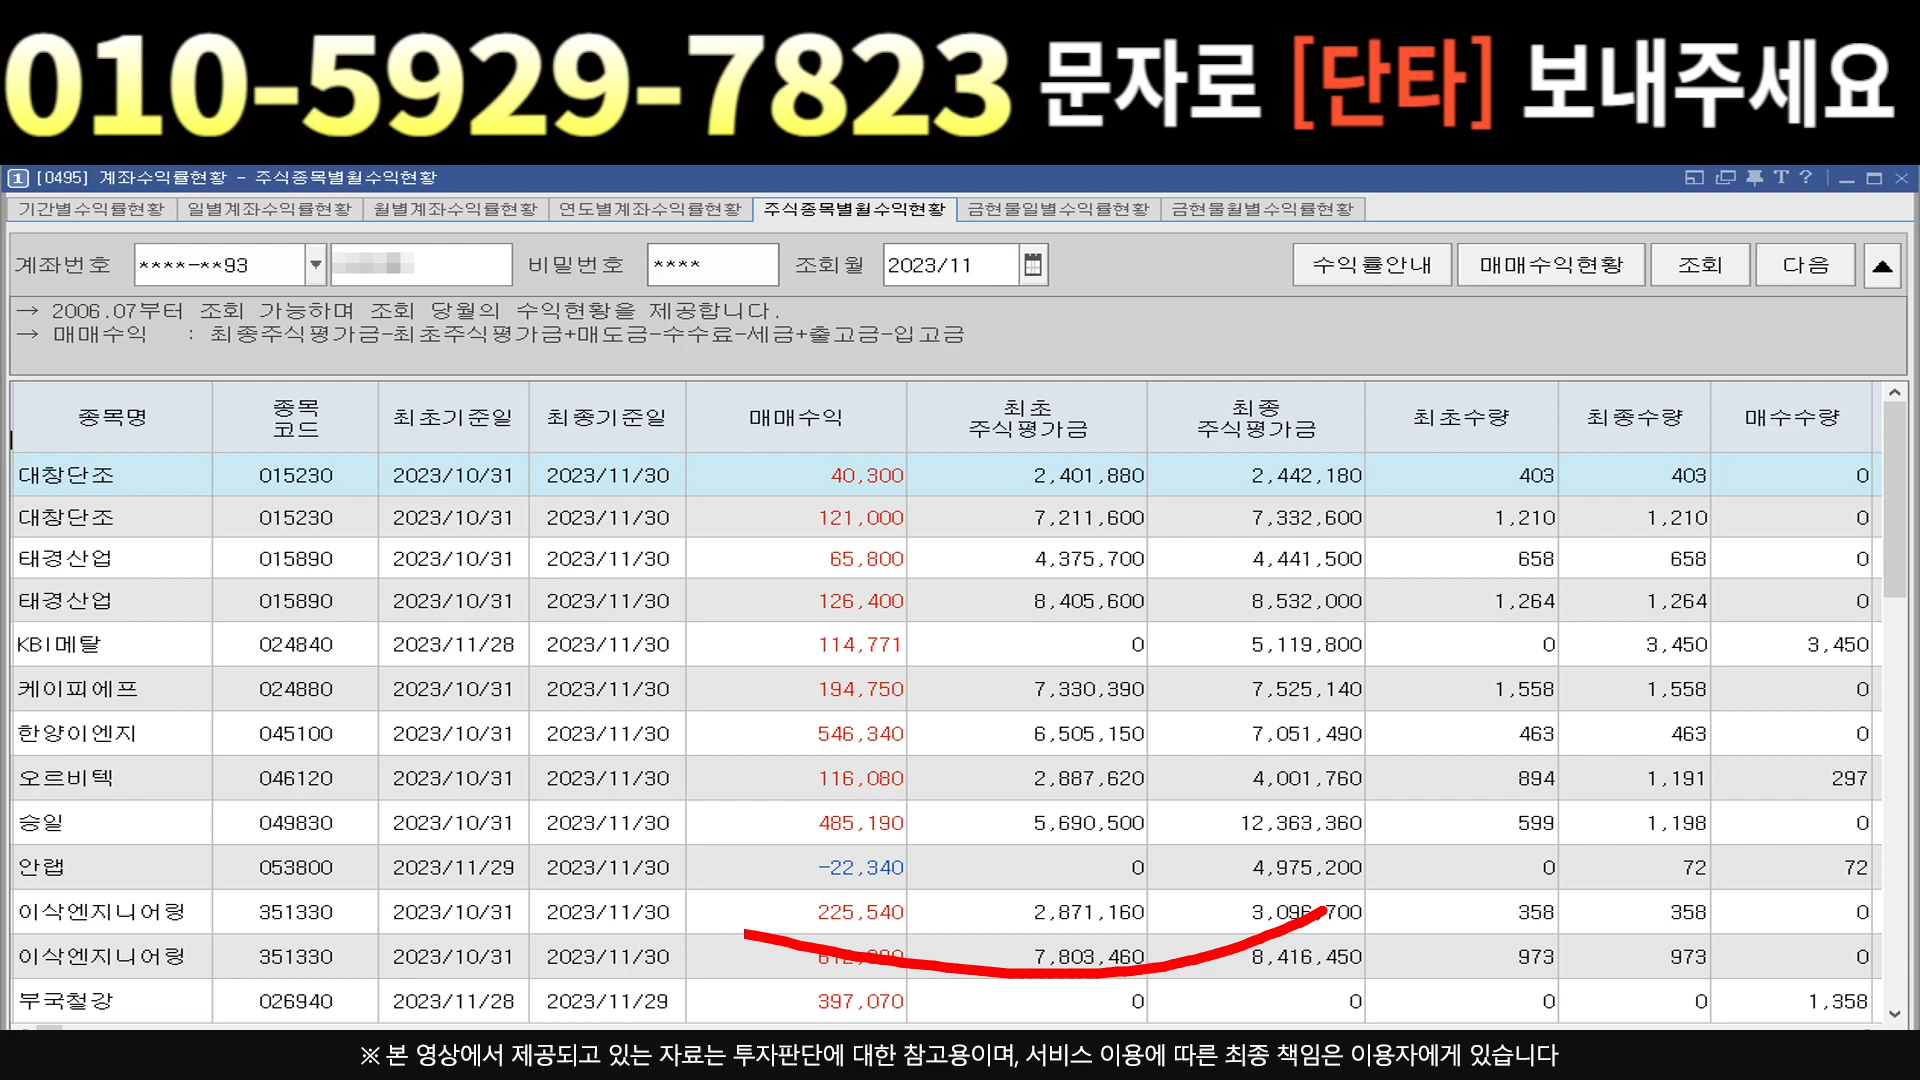 010-5929-7823 문자로 [단타] 보내주세요
1 [0495] 계좌수익률현황 - 주식종목별월수익현황 T ?
기간별수익률현황 일별계좌수익률현황 월별계좌수익률현황 연도별계좌수익률현황 주식종목별월수익현황 금현물일별수익률현황 금현물월별수익률현황
계좌번호 ****-**93 비밀번호 **** 조회월 2023/11 수익률안내 매매수익현황 조회 다음 ▲
→ 2006.07부터 조회 가능하며 조회 당월의 수익현황을 제공합니다.
→ 매매수익 : 최종주식평가금-최초주식평가금+매도금-수수료-세금+출고금-입고금
종목명 종목코드 최초기준일 최종기준일 매매수익 최초주식평가금 최종주식평가금 최초수량 최종수량 매수수량
대창단조 015230 2023/10/31 2023/11/30 40,300 2,401,880 2,442,180 403 403 0
대창단조 015230 2023/10/31 2023/11/30 121,000 7,211,600 7,332,600 1,210 1,210 0
태경산업 015890 2023/10/31 2023/11/30 65,800 4,375,700 4,441,500 658 658 0
태경산업 015890 2023/10/31 2023/11/30 126,400 8,405,600 8,532,000 1,264 1,264 0
KBI메탈 024840 2023/11/28 2023/11/30 114,771 0 5,119,800 0 3,450 3,450
케이피에프 024880 2023/10/31 2023/11/30 194,750 7,330,390 7,525,140 1,558 1,558 0
한양이엔지 045100 2023/10/31 2023/11/30 546,340 6,505,150 7,051,490 463 463 0
오르비텍 046120 2023/10/31 2023/11/30 116,080 2,887,620 4,001,760 894 1,191 297
승일 049830 2023/10/31 2023/11/30 485,190 5,690,500 12,363,360 599 1,198 0
안랩 053800 2023/11/29 2023/11/30 -22,340 0 4,975,200 0 72 72
이삭엔지니어링 351330 2023/10/31 2023/11/30 225,540 2,871,160 3,096,700 358 358 0
이삭엔지니어링 351330 2023/10/31 2023/11/30 7,803,460 8,416,450 973 973 0
부국철강 026940 2023/11/28 2023/11/29 397,070 0 0 0 0 1,358
※ 본 영상에서 제공되고 있는 자료는 투자판단에 대한 참고용이며, 서비스 이용에 따른 최종 책임은 이용자에게 있습니다